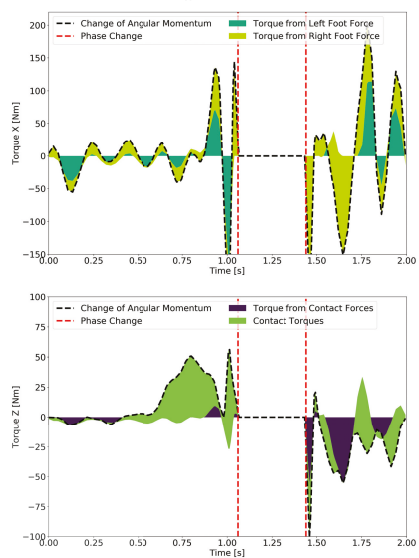 Change of Angular Momentum
Phase Change
Torque from Left Foot Force
Torque from Right Foot Force
Torque X [Nm]
200
150
100
50
0
−50
−100
−150
0.00 0.25 0.50 0.75 1.00 1.25 1.50 1.75 2.00
Time [s]
Change of Angular Momentum
Phase Change
Torque from Contact Forces
Contact Torques
Torque Z [Nm]
100
75
50
25
0
−25
−50
−75
−100
0.00 0.25 0.50 0.75 1.00 1.25 1.50 1.75 2.00
Time [s]